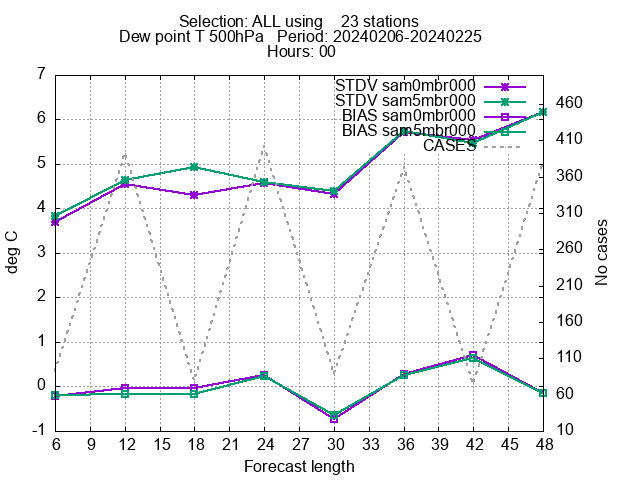 Selection: ALL using    23 stations
Dew point T 500hPa   Period: 20240206-20240225
Hours: 00
STDV sam0mbr000
STDV sam5mbr000
BIAS sam0mbr000
BIAS sam5mbr000
CASES
deg C
7
6
5
4
3
2
1
0
-1
460
410
360
310
260
210
160
110
60
10
No cases
6 9 12 15 18 21 24 27 30 33 36 39 42 45 48
Forecast length